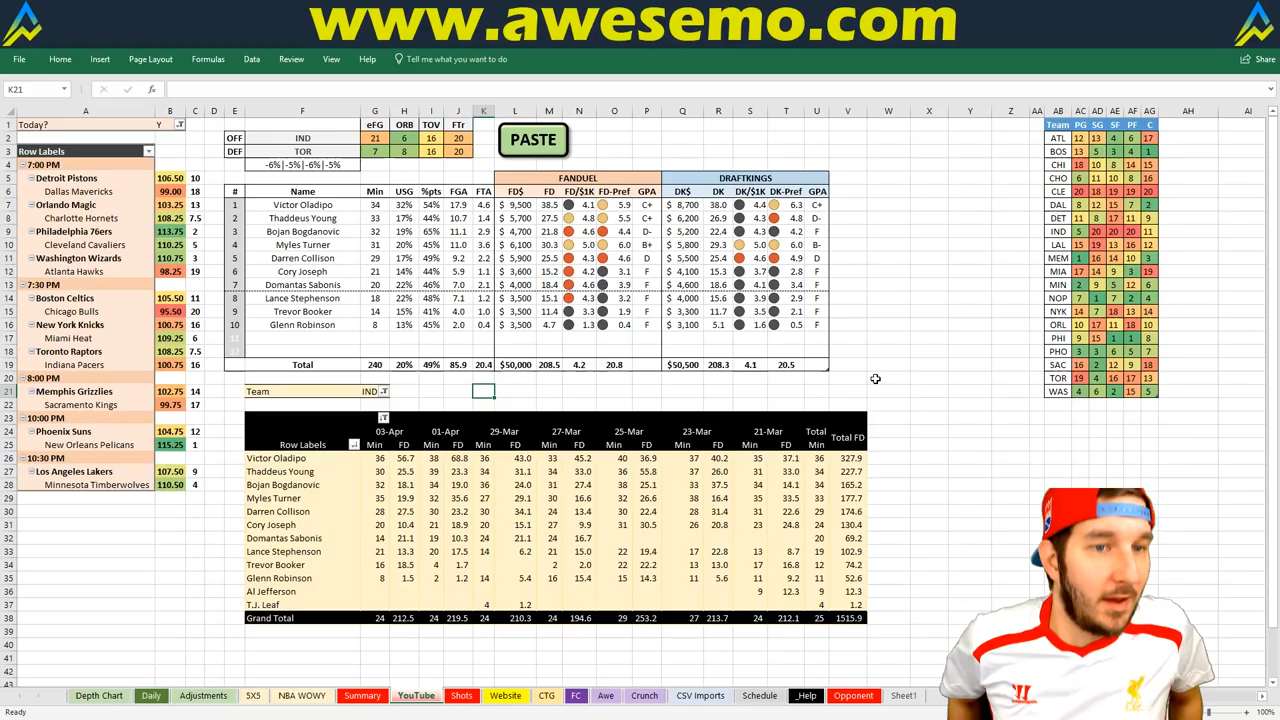 www.awesemo.com
File Home Insert Page Layout Formulas Data Review View Help Tell me what you want to do Share
K21
A B C D E F G H I J K L M N O P Q R S T U V W X Y Z AA AB AC AD AE AF AG AH AI
1 Today? Y eFG ORB TOV FTr PASTE Team PG SG SF PF C
2 OFF IND 21 6 16 20 ATL 12 13 4 6 17
3 Row Labels DEF TOR 7 8 16 20 BOS 13 5 3 4 1
4 7:00 PM -6%|-5%|-6%|-5% CHI 18 10 8 14 15
5 Detroit Pistons 106.50 10 FANDUEL DRAFTKINGS
6 Dallas Mavericks 99.00 18 # Name Min USG %pts FGA FTA FD$ FD FD/$1K FD-Pref GPA DK$ DK DK/$1K DK-Pref GPA CLE 20 17 19 18 20
7 Orlando Magic 103.25 13 1 Victor Oladipo 34 32% 54% 17.9 4.6 $ 9,500 38.5 4.1 5.9 C+ $ 8,700 38.0 4.4 6.3 C+
8 Charlotte Hornets 108.25 7.5 2 Thaddeus Young 33 17% 44% 10.7 1.4 $ 6,200 25.9 4.2 4.9 C+ $ 6,200 26.9 4.3 4.8 D-
9 Philadelphia 76ers 113.75 2 3 Bojan Bogdanovic 32 19% 65% 11.1 2.9 $ 4,700 21.8 4.6 4.4 D- $ 5,200 22.4 4.3 4.2 F IND 5 20 20 20 7
10 Cleveland Cavaliers 110.25 5 4 Myles Turner 31 20% 45% 11.0 3.6 $ 6,100 30.3 5.0 6.0 B+ $ 5,800 29.3 5.0 6.0 B- LAL 15 19 13 16 12
11 Washington Wizards 110.75 3 5 Darren Collison 29 17% 49% 9.2 2.2 $ 5,900 25.5 4.3 4.8 D $ 5,500 25.4 4.6 4.9 D
12 Atlanta Hawks 98.25 19 6 Cory Joseph 21 14% 44% 5.9 1.1 $ 3,600 15.2 4.2 3.1 F $ 4,100 15.3 3.7 2.3 F MIA 17 14 9 3 19
13 7:30 PM 7 Domantas Sabonis 20 22% 46% 7.0 2.1 $ 4,000 18.4 4.6 3.9 F $ 4,600 18.6 4.1 3.4 F
14 Boston Celtics 105.50 11 8 Lance Stephenson 18 22% 48% 7.1 1.2 $ 3,500 15.1 4.3 3.2 F $ 4,000 15.6 3.9 2.9 F NOP 7 1 7 2 4
15 Chicago Bulls 95.50 20 9 Trevor Booker 15 14% 41% 4.0 1.0 $ 3,500 11.7 3.3 1.9 F $ 3,500 12.4 3.5 2.4 F
16 New York Knicks 100.75 16 10 Glenn Robinson 8 13% 45% 2.0 0.4 $ 3,500 4.7 1.3 0.4 F $ 3,100 5.1 1.6 0.5 F ORL 10 17 1 18 10
17 Miami Heat 109.25 6 11 PHI 9 15 1 1 3
18 Toronto Raptors 108.25 7.5 PHO 3 3 6 5 7
19 Indiana Pacers 100.75 16 Total 240 20% 49% 85.9 20.4 $50,000 208.5 4.2 20.8 $50,500 208.3 4.1 20.5 SAC 16 2 12 9 18
20 8:00 PM TOR 19 4 16 17 13
21 Memphis Grizzlies 102.75 14 Team IND WAS 4 6 2 15 5
22 Sacramento Kings 99.75 17
23 10:00 PM
24 Phoenix Suns 104.75 12 03-Apr 01-Apr 29-Mar 27-Mar 25-Mar 23-Mar 21-Mar Total Total FD
25 New Orleans Pelicans 115.25 1 Row Labels Min FD Min FD Min FD Min FD Min FD Min FD Min FD Min
26 10:30 PM Victor Oladipo 36 56.7 38 68.8 36 43.0 33 45.2 40 36.9 37 40.2 35 37.1 36 327.9
27 Los Angeles Lakers 107.50 9 Thaddeus Young 30 25.5 39 23.3 34 31.1 34 33.0 36 55.8 26 26.0 31 33.0 33 227.7
28 Minnesota Timberwolves 110.50 4 Bojan Bogdanovic 32 18.1 34 19.0 36 24.0 31 27.4 38 25.1 33 37.5 34 14.1 34 165.2
29 Myles Turner 35 19.9 35 35.6 27 29.1 30 16.6 32 26.6 38 16.4 35 33.5 33 177.7
30 Darren Collison 28 27.5 23.2 30 34.1 24 13.4 30 22.4 28 31.4 31 22.6 29 174.6
31 Cory Joseph 20 10.4 21 18.9 20 15.1 27 9.9 31 30.5 26 20.8 23 24.8 24 130.4
32 Domantas Sabonis 14 21.1 19 10.3 24 21.1 24 16.7 20 69.2
33 Lance Stephenson 21 13.3 20 17.5 14 6.2 21 15.0 22 19.4 17 22.8 13 8.7 19 102.9
34 Trevor Booker 16 18.5 4 1.7 2 2.0 22 22.2 13 13.0 17 16.8 12 74.2
35 Glenn Robinson 8 1.5 2 1.2 14 5.4 16 15.4 15 14.3 11 5.6 11 9.2 11 52.6
36 Al Jefferson 9 12.3 9 12.3
37 T.J. Leaf 4 1.2 4 1.2
38 Grand Total 24 212.5 24 219.5 24 210.3 24 194.6 29 253.2 27 213.7 24 212.1 25 1515.9
39
40
41
42
43
Depth Chart Daily Adjustments 5X5 NBA WOWY Summary YouTube Shots Website CTG FC Awe Crunch CSV Imports Schedule _Help Opponent Sheet1
Ready 100%